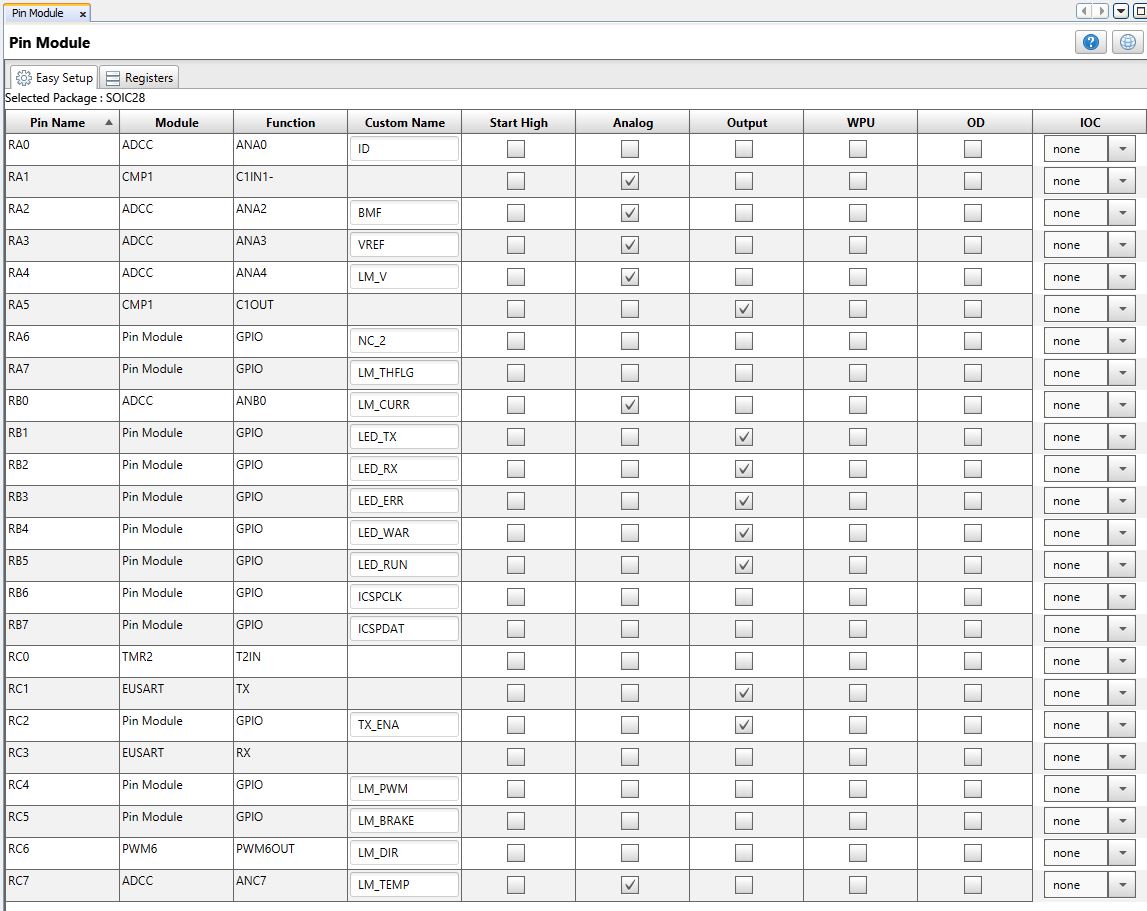 Pin Module x
Pin Module
?
Easy Setup Registers
Selected Package : SOIC28
Pin Name Module Function Custom Name Start High Analog Output WPU OD IOC
RA0 ADCC ANA0 ID none
RA1 CMP1 C1IN1- none
RA2 ADCC ANA2 BMF none
RA3 ADCC ANA3 VREF none
RA4 ADCC ANA4 LM_V none
RA5 CMP1 C1OUT none
RA6 Pin Module GPIO NC_2 none
RA7 Pin Module GPIO LM_THFLG none
RB0 ADCC ANB0 LM_CURR none
RB1 Pin Module GPIO LED_TX none
RB2 Pin Module GPIO LED_RX none
RB3 Pin Module GPIO LED_ERR none
RB4 Pin Module GPIO LED_WAR none
RB5 Pin Module GPIO LED_RUN none
RB6 Pin Module GPIO ICSPCLK none
RB7 Pin Module GPIO ICSPDAT none
RC0 TMR2 T2IN none
RC1 EUSART TX none
RC2 Pin Module GPIO TX_ENA none
RC3 EUSART RX none
RC4 Pin Module GPIO LM_PWM none
RC5 Pin Module GPIO LM_BRAKE none
RC6 PWM6 PWM6OUT LM_DIR none
RC7 ADCC ANC7 LM_TEMP none